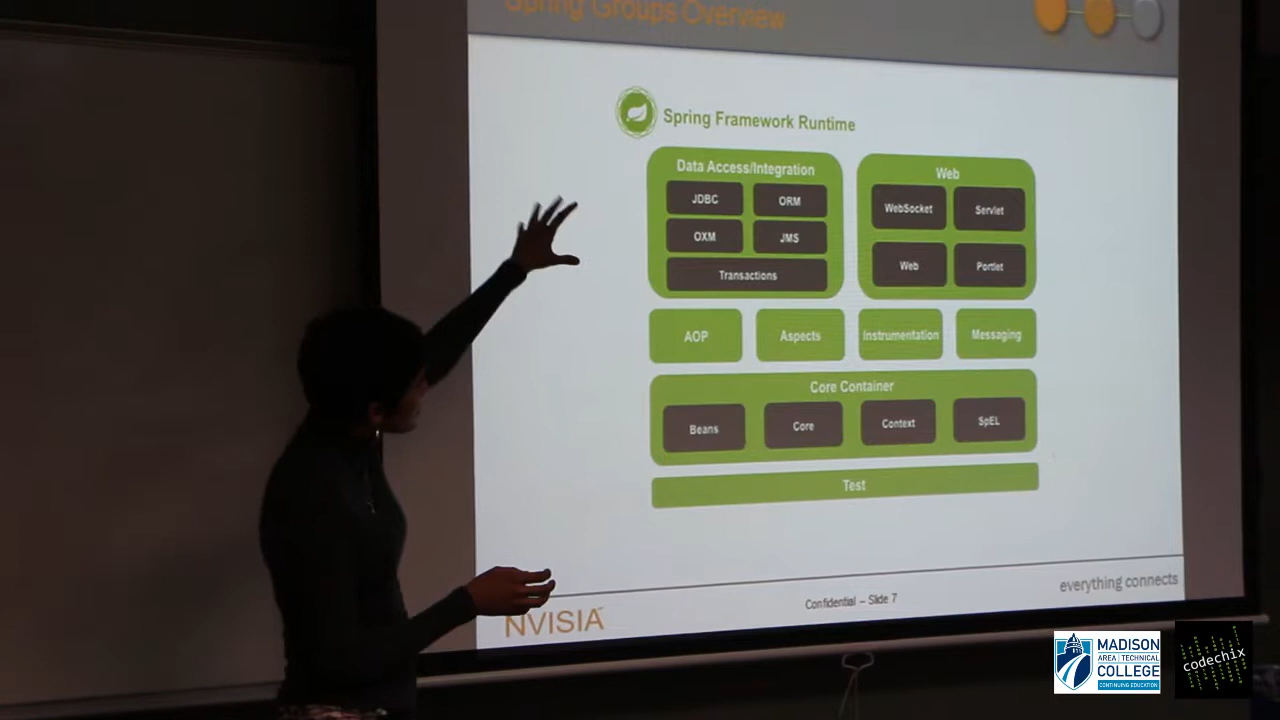 Spring Groups Overview
Spring Framework Runtime
Data Access/Integration
JDBC
ORM
OXM
JMS
Transactions
Web
WebSocket
Servlet
Web
Portlet
AOP
Aspects
Instrumentation
Messaging
Core Container
Beans
Core
Context
SpEL
Test
NVISIA
Confidential – Slide 7
everything connects
MADISON
AREA | TECHNICAL
COLLEGE
CONTINUING EDUCATION
codechix